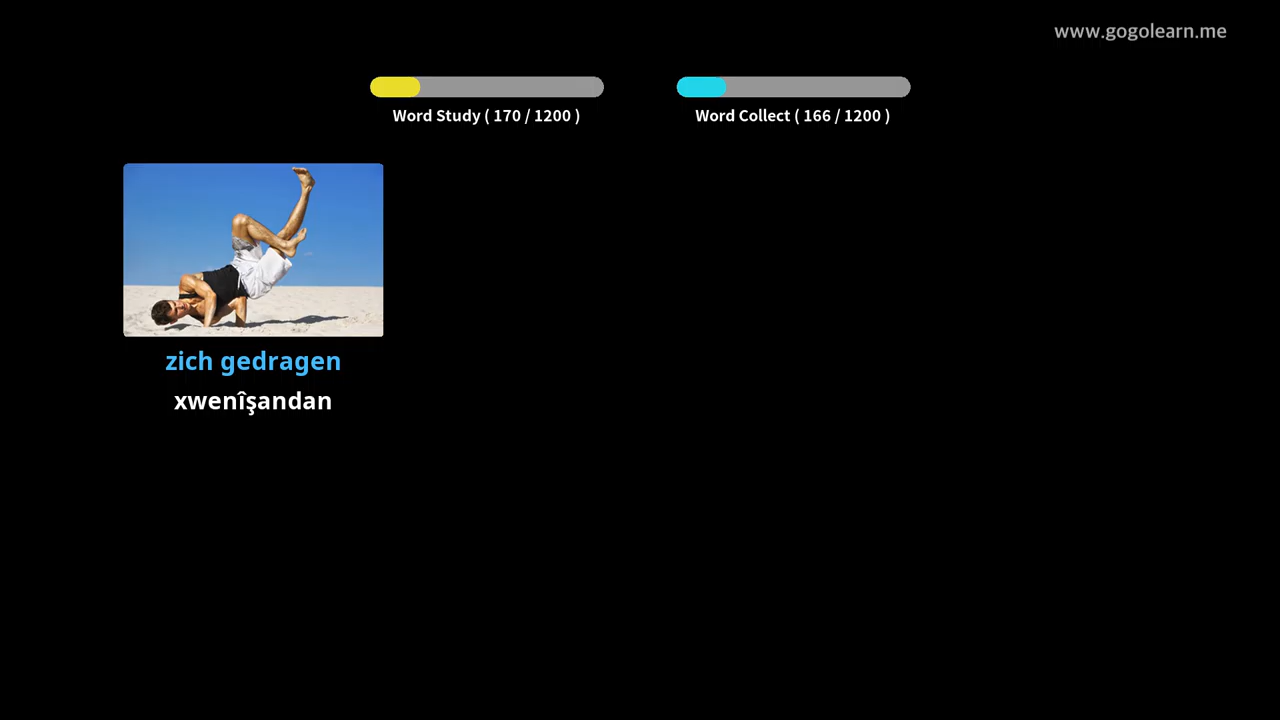 www.gogolearn.me
Word Study ( 170 / 1200 )
Word Collect ( 166 / 1200 )
zich gedragen
xwenîşandan